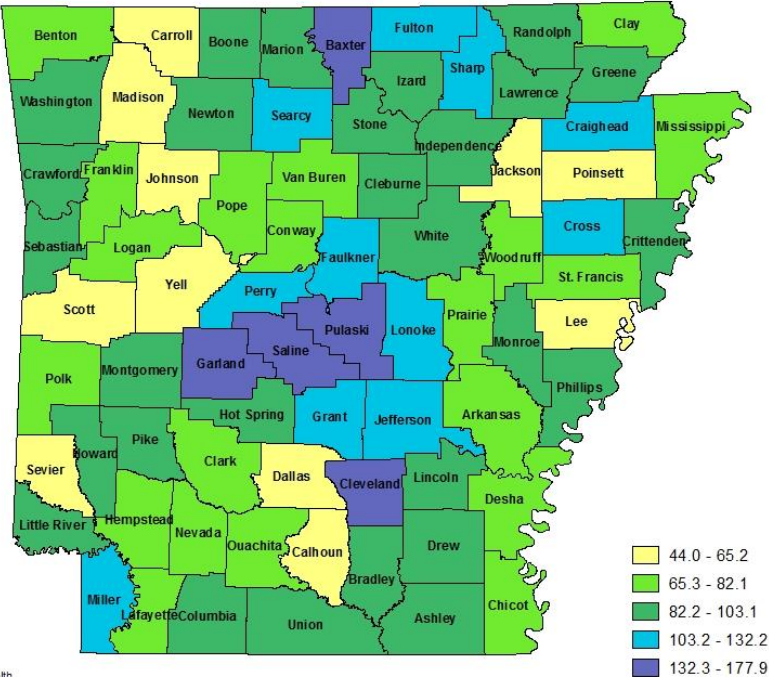 Benton
Carroll
Boone
Marion
Baxter
Fulton
Sharp
Randolph
Clay
Greene
Lawrence
Izard
Washington
Madison
Newton
Searcy
Stone
Independence
Jackson
Craighead
Mississippi
Poinsett
Crawford
Franklin
Johnson
Pope
Van Buren
Cleburne
Sebastian
Logan
Conway
Faulkner
White
Woodruff
Cross
Crittenden
St. Francis
Scott
Yell
Perry
Pulaski
Lonoke
Prairie
Monroe
Lee
Phillips
Polk
Montgomery
Garland
Saline
Hot Spring
Grant
Jefferson
Arkansas
Sevier
Howard
Pike
Clark
Dallas
Cleveland
Lincoln
Desha
Little River
Hempstead
Nevada
Ouachita
Calhoun
Bradley
Drew
Miller
Lafayette
Columbia
Union
Ashley
Chicot
44.0 - 65.2
65.3 - 82.1
82.2 - 103.1
103.2 - 132.2
132.3 - 177.9